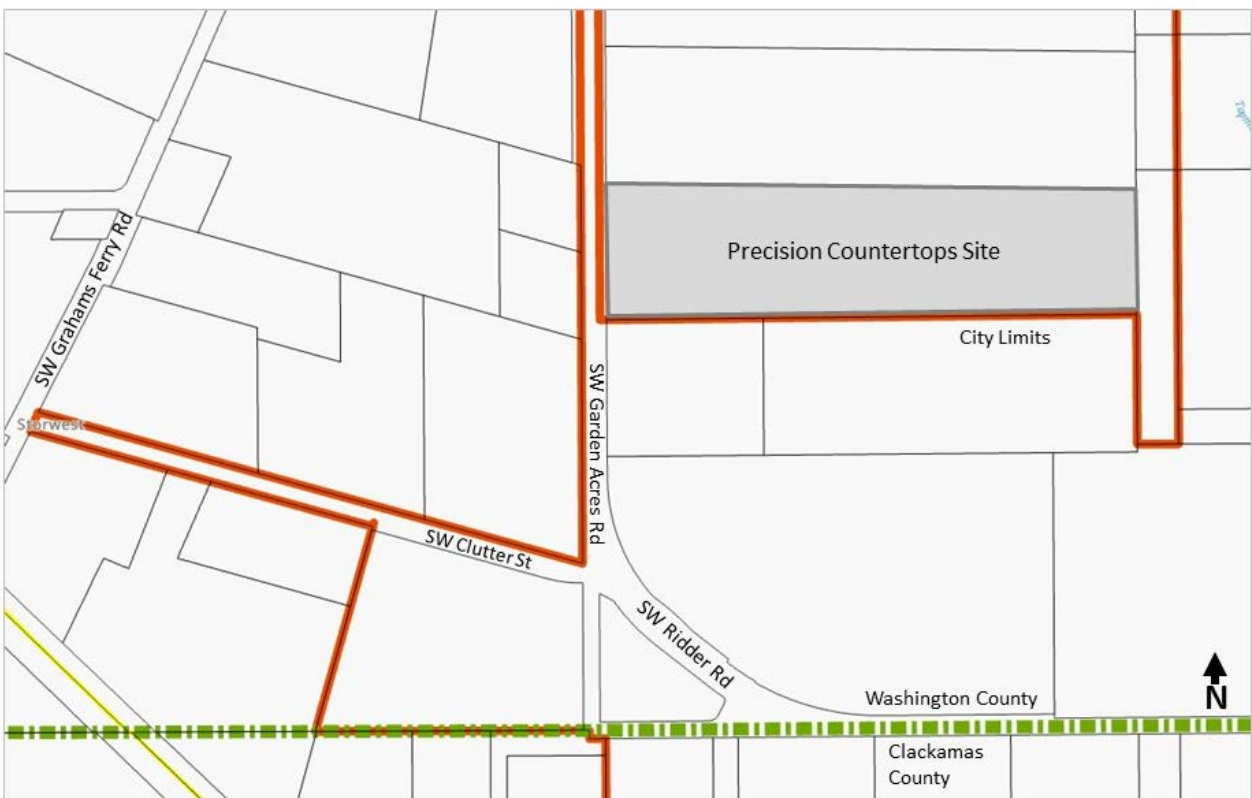 Precision Countertops Site
SW Grahams Ferry Rd
City Limits
Storwest
SW Garden Acres Rd
SW Clutter St
SW Ridder Rd
Washington County
N
Clackamas
County